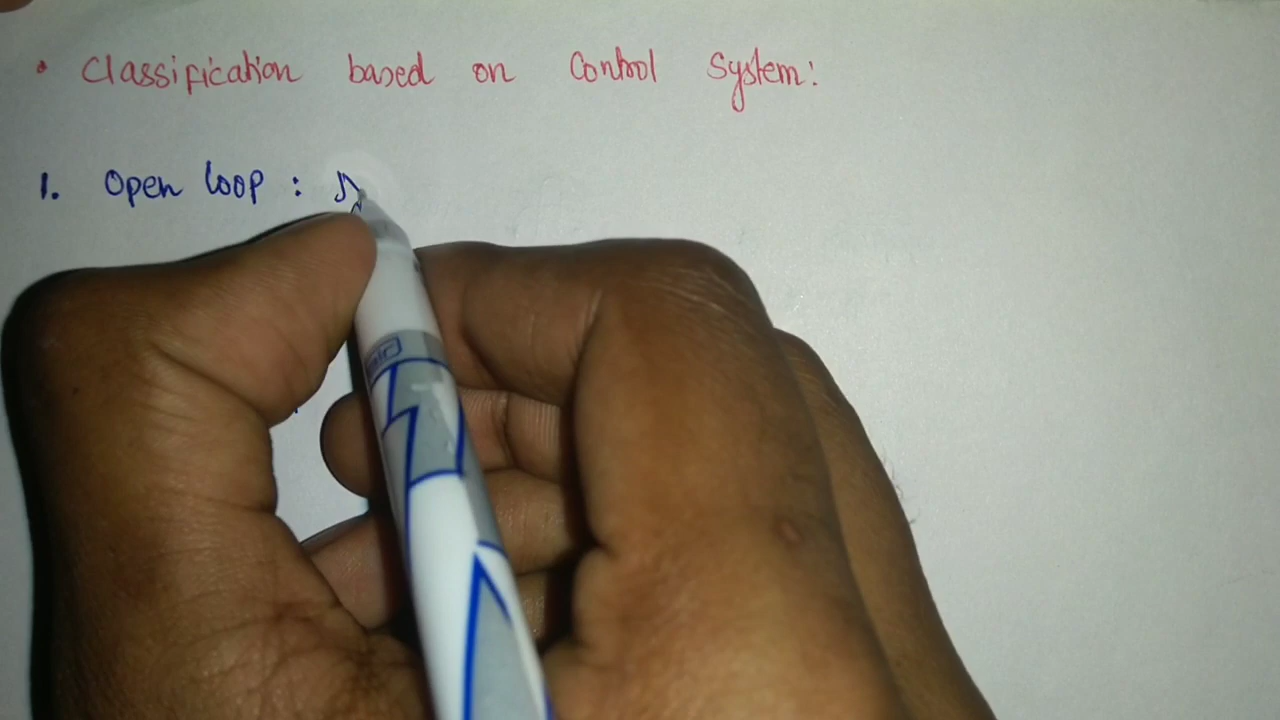 • Classification based on Control System:
1. Open loop :